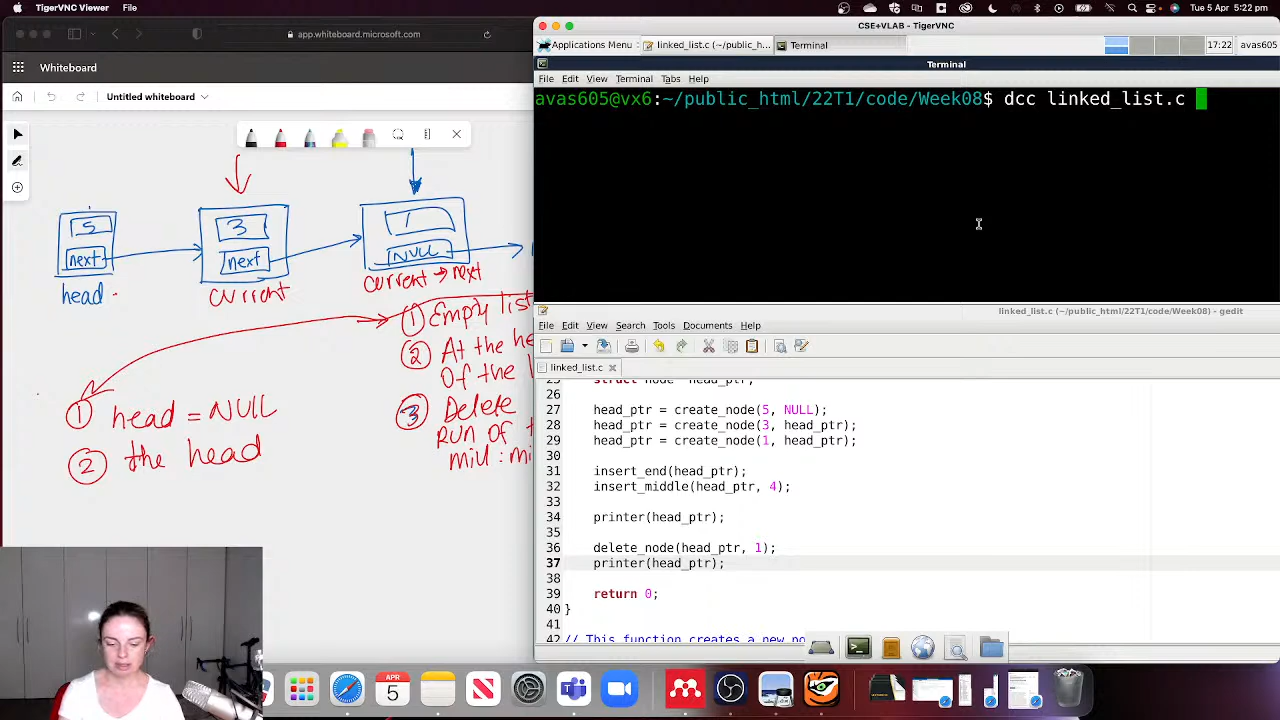 TigerVNC Viewer File
Tue 5 Apr 5:22 pm
app.whiteboard.microsoft.com
Whiteboard
Untitled whiteboard
5
next
head
3
next
current
1
NULL
current → next
① Empty list
② At the he
Of the l
③ Delete
RUN OF t
mill : mi
① head = NULL
② the head
CSE+VLAB - TigerVNC
Applications Menu
linked_list.c (~/public_h...
Terminal
17:22
avas605
Terminal
File Edit View Terminal Tabs Help
avas605@vx6:~/public_html/22T1/code/Week08$ dcc linked_list.c
linked_list.c (~/public_html/22T1/code/Week08) - gedit
File Edit View Search Tools Documents Help
linked_list.c
25 struct node *head_ptr;
26
27 head_ptr = create_node(5, NULL);
28 head_ptr = create_node(3, head_ptr);
29 head_ptr = create_node(1, head_ptr);
30
31 insert_end(head_ptr);
32 insert_middle(head_ptr, 4);
33
34 printer(head_ptr);
35
36 delete_node(head_ptr, 1);
37 printer(head_ptr);
38
39 return 0;
40 }
41
42 // This function creates a new no
APR
5